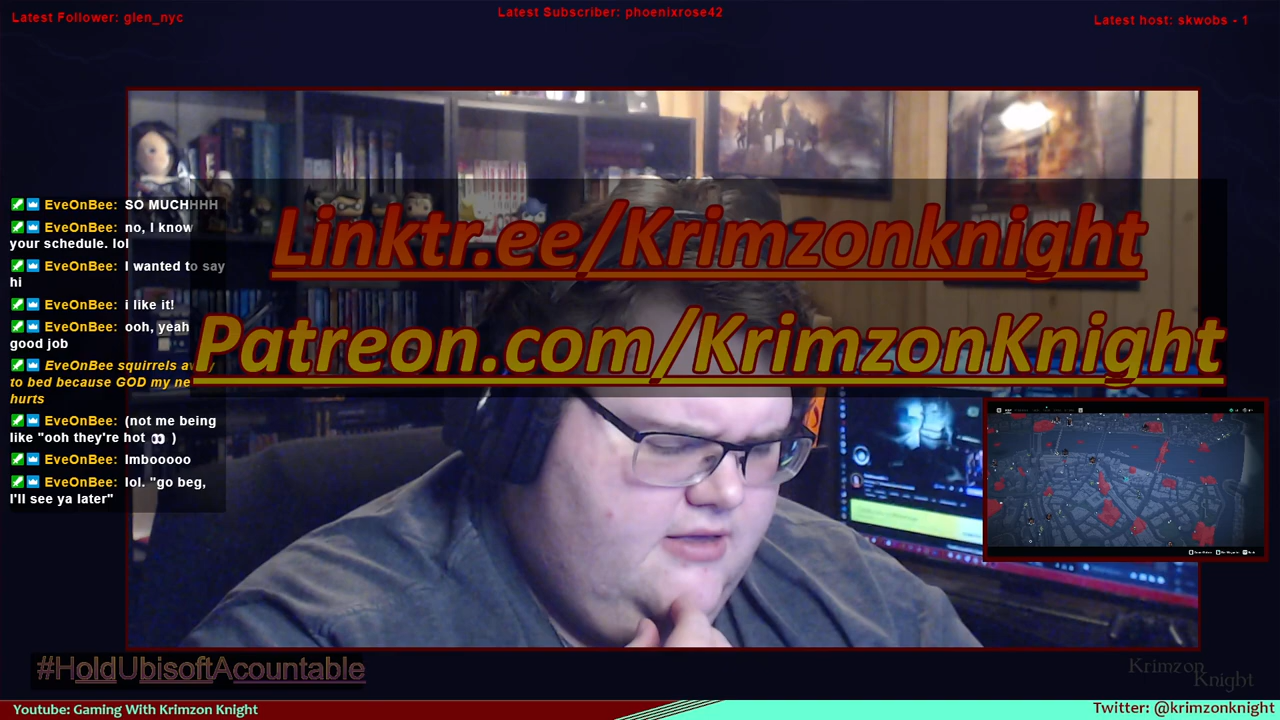 Latest Follower: glen_nyc
Latest Subscriber: phoenixrose42
Latest host: skwobs - 1
EveOnBee: SO MUCHHHH
EveOnBee: no, I know
your schedule. lol
EveOnBee: I wanted to say
hi
EveOnBee: i like it!
EveOnBee: ooh, yeah
good job
EveOnBee squirrels
to bed because GOD my
hurts
EveOnBee: (not me being
like "ooh they're hot 👀 )
EveOnBee: lmbooooo
EveOnBee: lol. "go beg,
I'll see ya later"
Linktr.ee/Krimzonknight
Patreon.com/KrimzonKnight
#HoldUbisoftAcountable
Krimzon
Knight
Youtube: Gaming With Krimzon Knight
Twitter: @krimzonknight